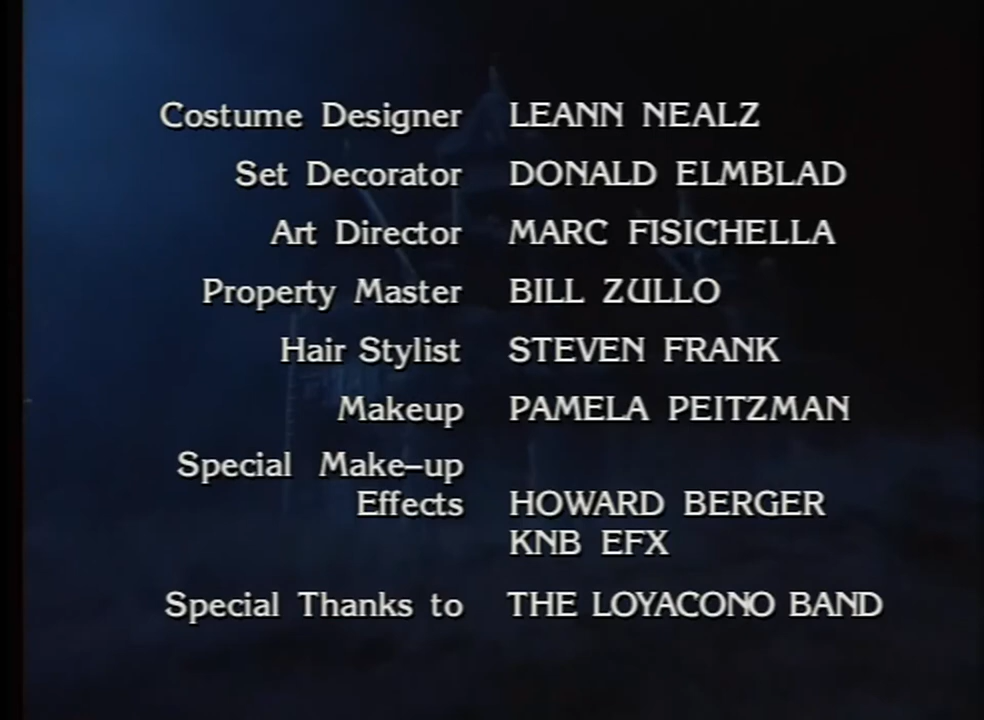 Costume Designer LEANN NEALZ
Set Decorator DONALD ELMBLAD
Art Director MARC FISICHELLA
Property Master BILL ZULLO
Hair Stylist STEVEN FRANK
Makeup PAMELA PEITZMAN
Special Make-up
Effects HOWARD BERGER
KNB EFX
Special Thanks to THE LOYACONO BAND